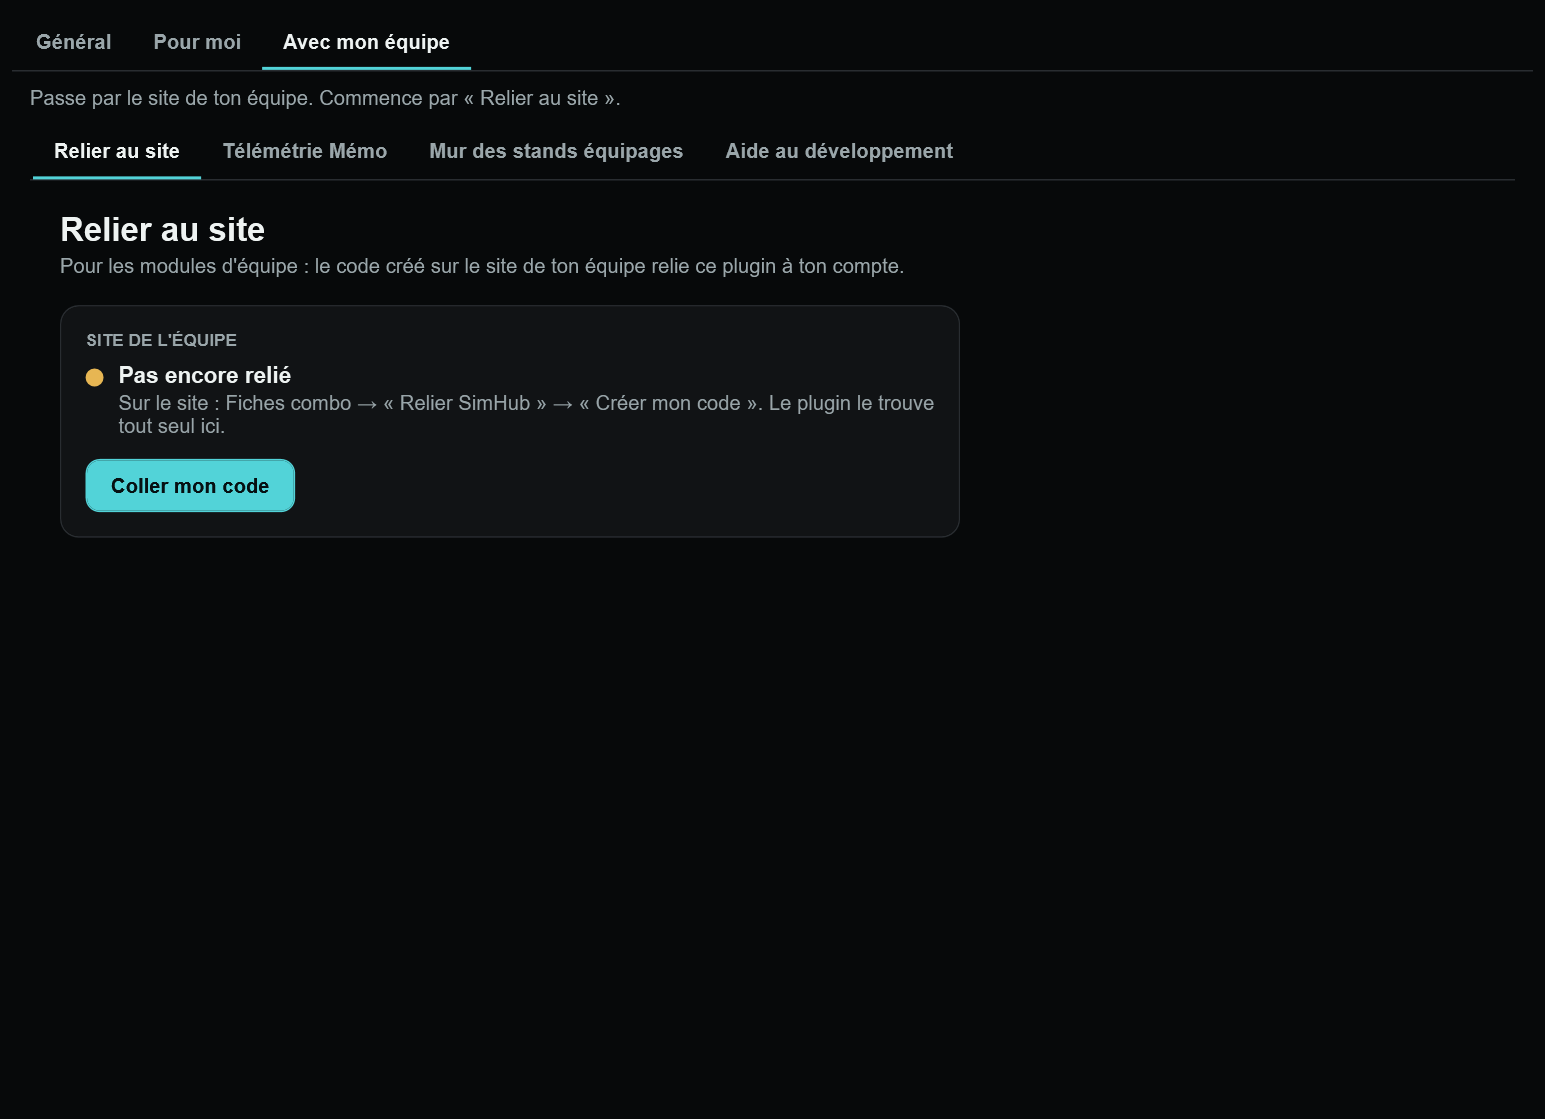 Général Pour moi Avec mon équipe
Passe par le site de ton équipe. Commence par « Relier au site ».
Relier au site Télémétrie Mémo Mur des stands équipages Aide au développement
Relier au site
Pour les modules d'équipe : le code créé sur le site de ton équipe relie ce plugin à ton compte.
SITE DE L'ÉQUIPE
Pas encore relié
Sur le site : Fiches combo → « Relier SimHub » → « Créer mon code ». Le plugin le trouve
tout seul ici.
Coller mon code